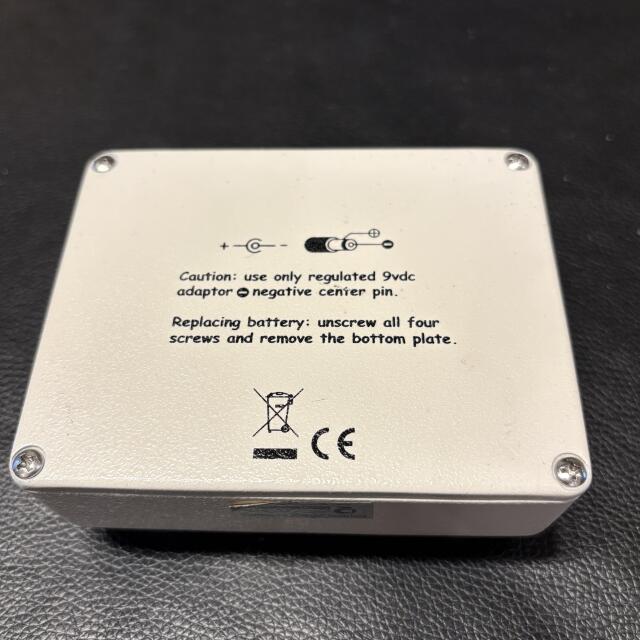 + -
Caution: use only regulated 9vdc
adaptor ⊖ negative center pin.
Replacing battery: unscrew all four
screws and remove the bottom plate.
CE